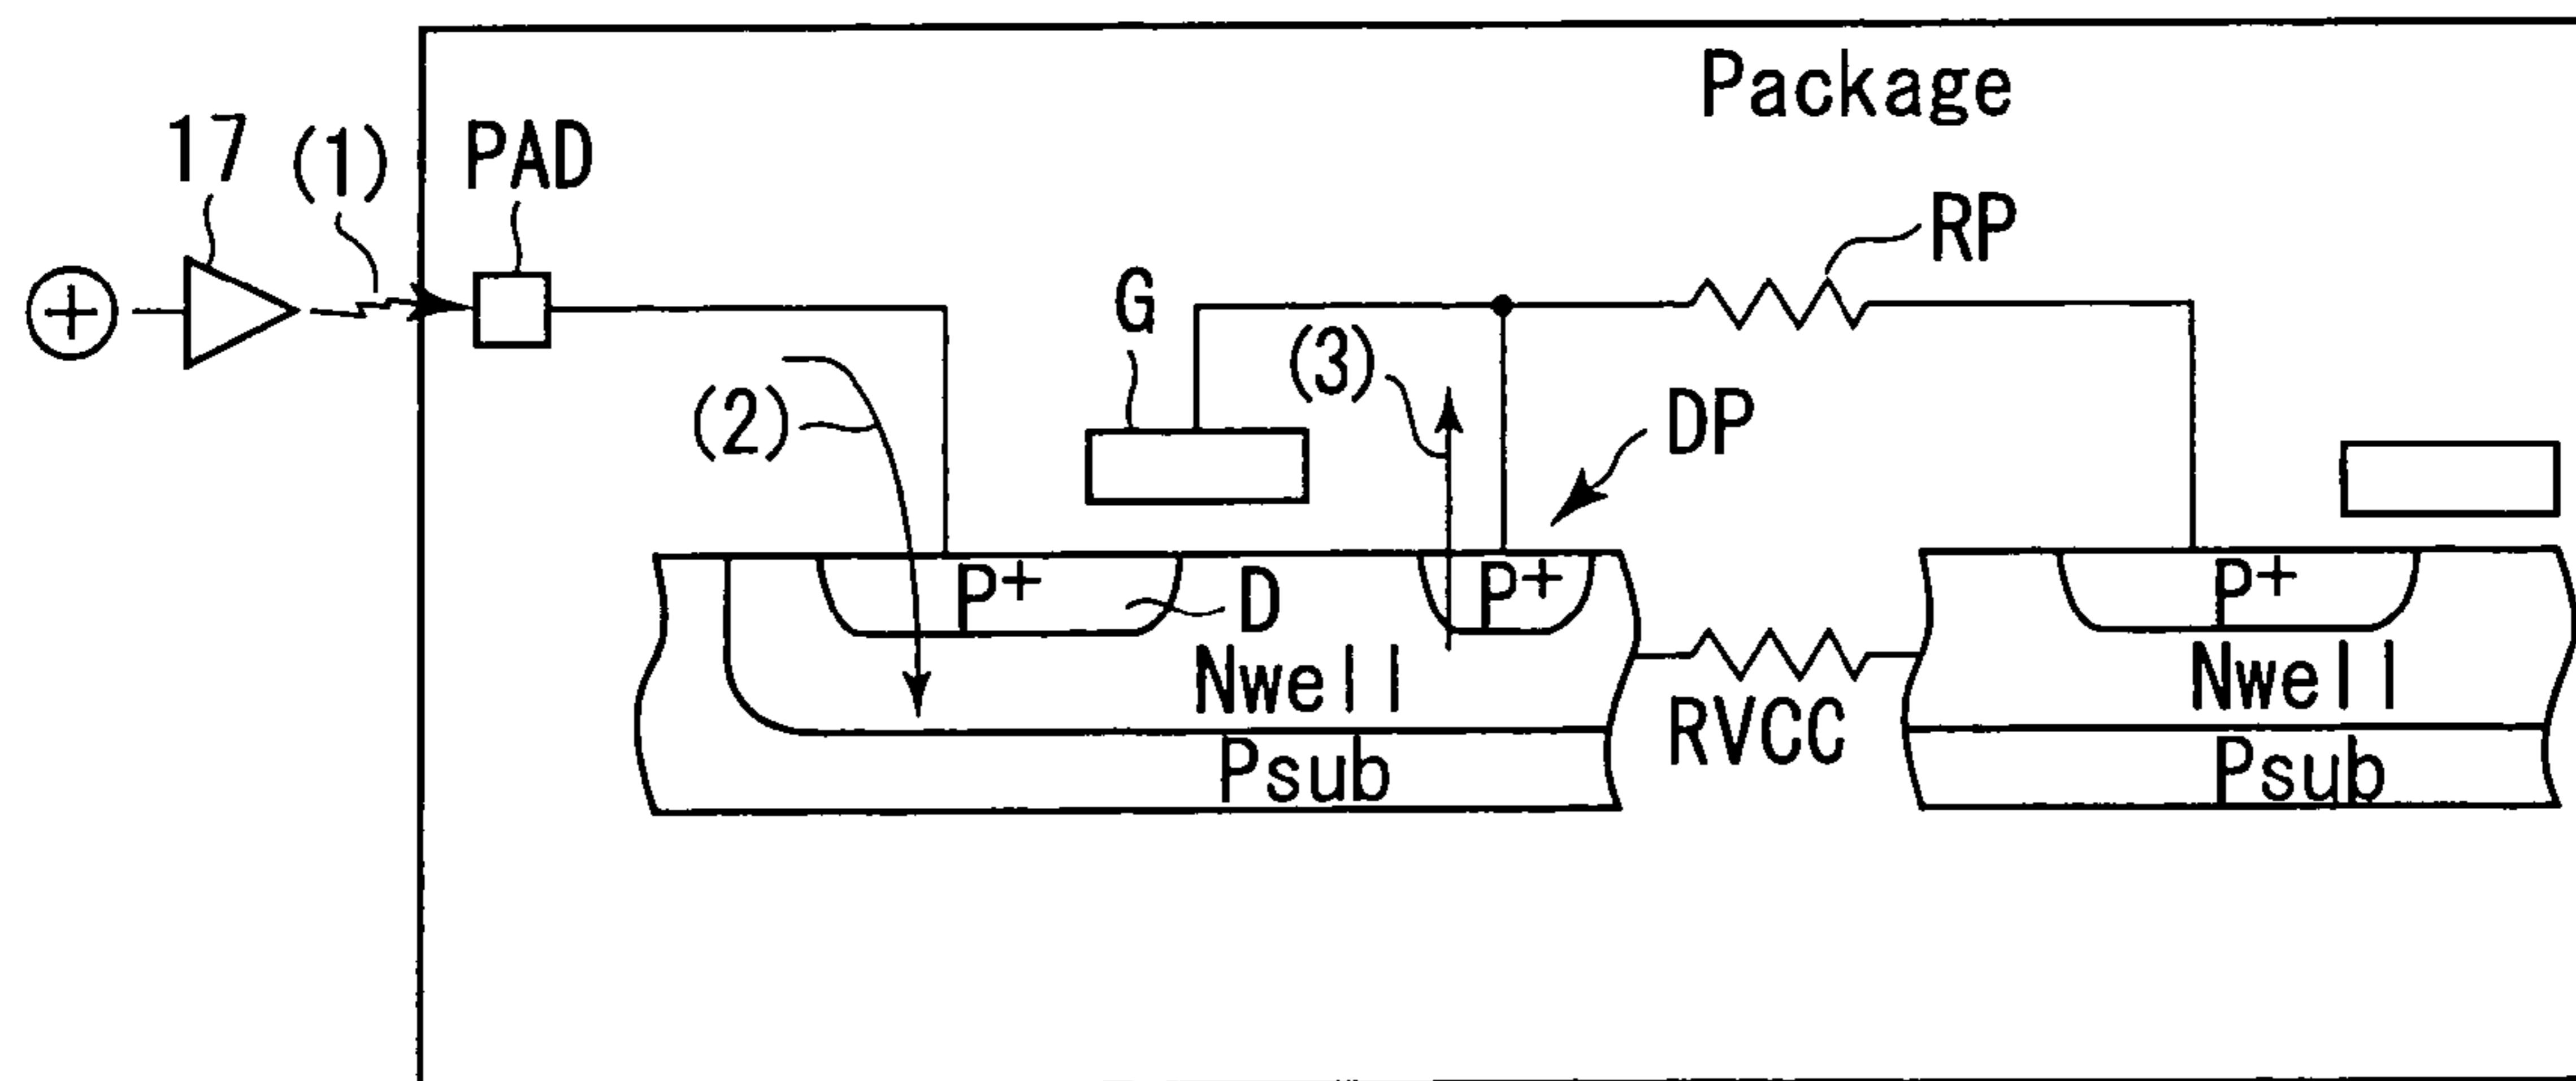 Package
17
(1)
PAD
RP
+
G
(3)
(2)
DP
P+
D
P+
P+
Nwell
RVCC
Nwell
Psub
Psub